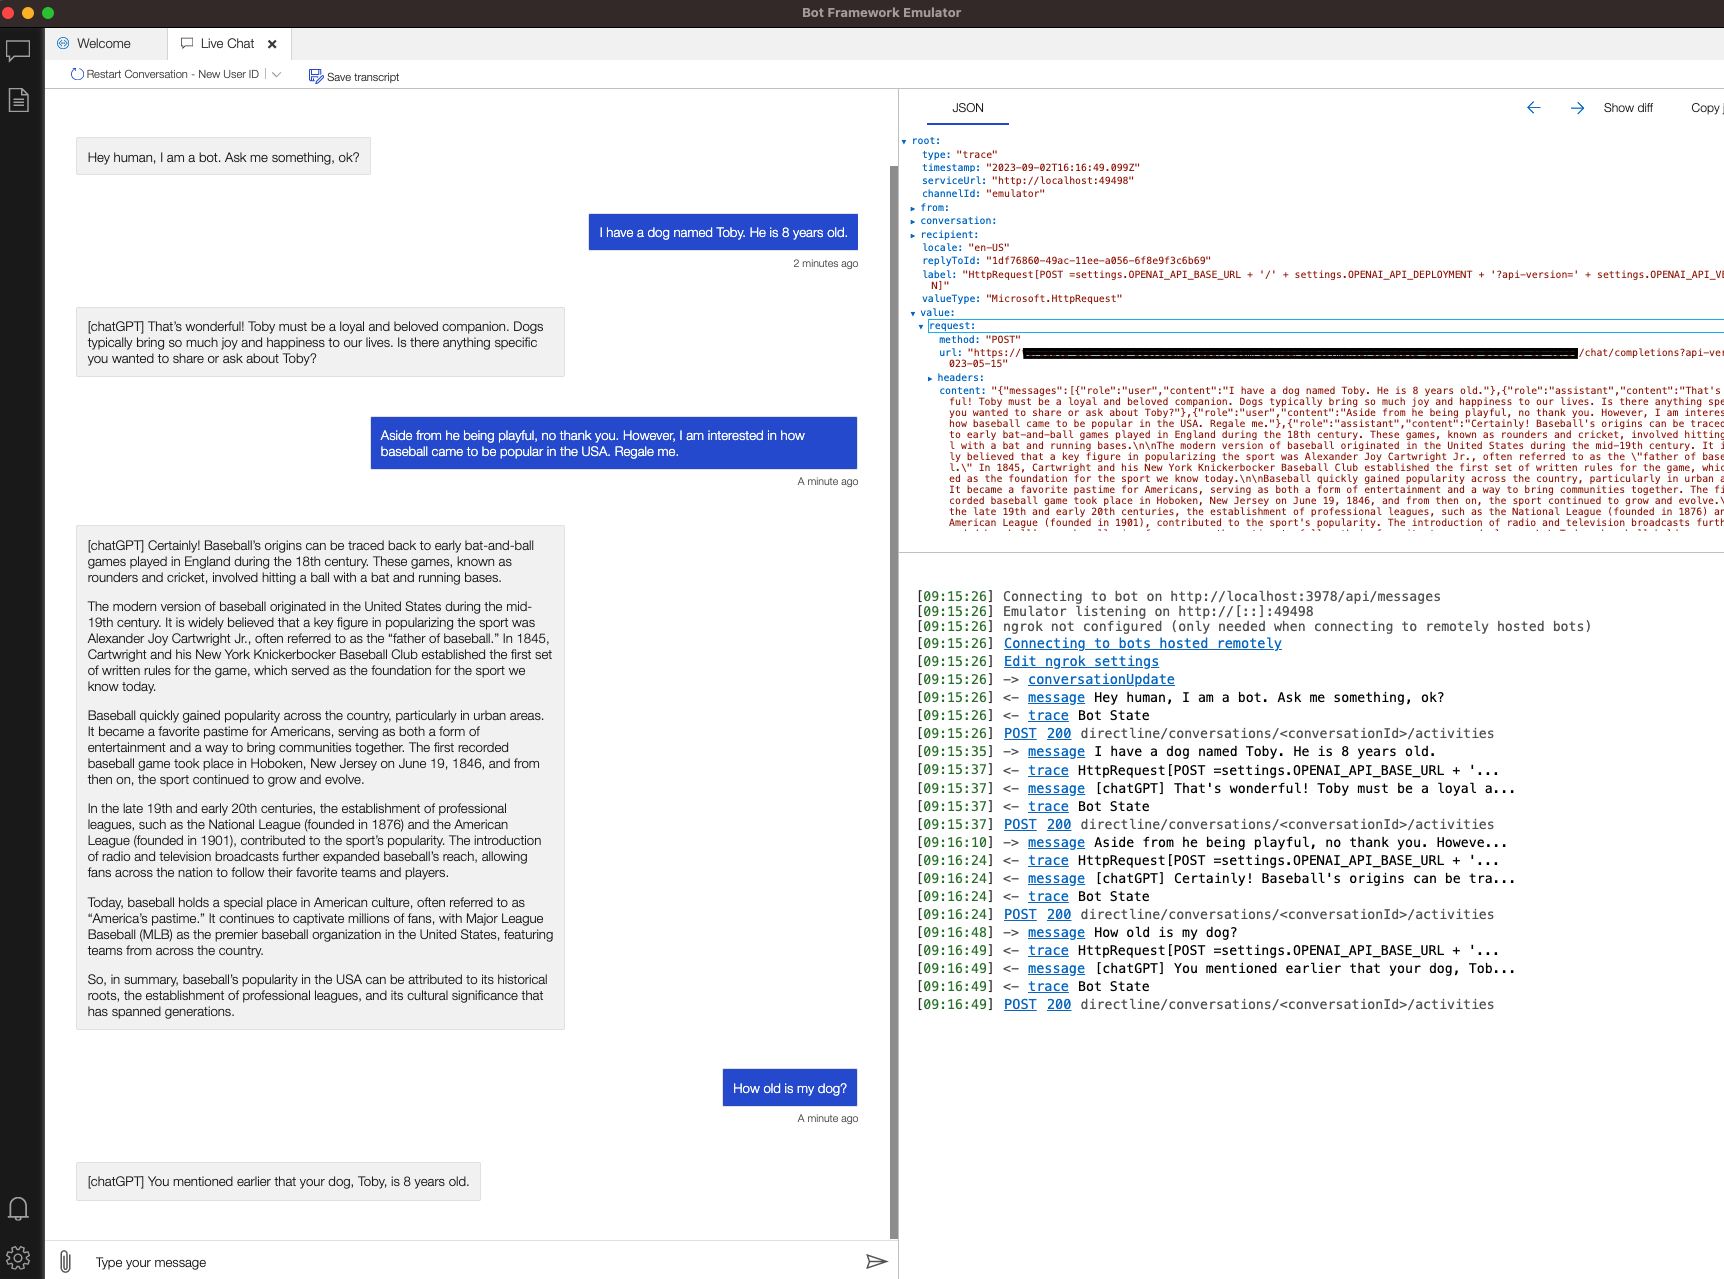 Bot Framework Emulator
Welcome
Live Chat
Restart Conversation - New User ID
Save transcript
Hey human, I am a bot. Ask me something, ok?
I have a dog named Toby. He is 8 years old.
2 minutes ago
[chatGPT] That's wonderful! Toby must be a loyal and beloved companion. Dogs
typically bring so much joy and happiness to our lives. Is there anything specific
you wanted to share or ask about Toby?
Aside from he being playful, no thank you. However, I am interested in how
baseball came to be popular in the USA. Regale me.
A minute ago
[chatGPT] Certainly! Baseball's origins can be traced back to early bat-and-ball
games played in England during the 18th century. These games, known as
rounders and cricket, involved hitting a ball with a bat and running bases.
The modern version of baseball originated in the United States during the mid-
19th century. It is widely believed that a key figure in popularizing the sport was
Alexander Joy Cartwright Jr., often referred to as the “father of baseball.” In 1845,
Cartwright and his New York Knickerbocker Baseball Club established the first set
of written rules for the game, which served as the foundation for the sport we
know today.
Baseball quickly gained popularity across the country, particularly in urban areas.
It became a favorite pastime for Americans, serving as both a form of
entertainment and a way to bring communities together. The first recorded
baseball game took place in Hoboken, New Jersey on June 19, 1846, and from
then on, the sport continued to grow and evolve.
In the late 19th and early 20th centuries, the establishment of professional
leagues, such as the National League (founded in 1876) and the American
League (founded in 1901), contributed to the sport's popularity. The introduction
of radio and television broadcasts further expanded baseball's reach, allowing
fans across the nation to follow their favorite teams and players.
Today, baseball holds a special place in American culture, often referred to as
“America's pastime.” It continues to captivate millions of fans, with Major League
Baseball (MLB) as the premier baseball organization in the United States, featuring
teams from across the country.
So, in summary, baseball's popularity in the USA can be attributed to its historical
roots, the establishment of professional leagues, and its cultural significance that
has spanned generations.
How old is my dog?
A minute ago
[chatGPT] You mentioned earlier that your dog, Toby, is 8 years old.
Type your message
JSON
Show diff
Copy j
root:
type: "trace"
timestamp: "2023-09-02T16:16:49.099Z"
serviceUrl: "http://localhost:49498"
channelId: "emulator"
from:
conversation:
recipient:
locale: "en-US"
replyToId: "1df76860-49ac-11ee-a056-6f8e9f3c6b69"
label: "HttpRequest[POST =settings.OPENAI_API_BASE_URL + '/' + settings.OPENAI_API_DEPLOYMENT + '?api-version=' + settings.OPENAI_API_VE
N]"
valueType: "Microsoft.HttpRequest"
value:
request:
method: "POST"
url: "https:// /chat/completions?api-ver
023-05-15"
headers:
content: "{"messages":[{"role":"user","content":"I have a dog named Toby. He is 8 years old."},{"role":"assistant","content":"That's
ful! Toby must be a loyal and beloved companion. Dogs typically bring so much joy and happiness to our lives. Is there anything spe
you wanted to share or ask about Toby?"},{"role":"user","content":"Aside from he being playful, no thank you. However, I am interes
how baseball came to be popular in the USA. Regale me."},{"role":"assistant","content":"Certainly! Baseball's origins can be traced
to early bat-and-ball games played in England during the 18th century. These games, known as rounders and cricket, involved hitting
l with a bat and running bases.\n\nThe modern version of baseball originated in the United States during the mid-19th century. It i
ly believed that a key figure in popularizing the sport was Alexander Joy Cartwright Jr., often referred to as the \"father of base
l.\" In 1845, Cartwright and his New York Knickerbocker Baseball Club established the first set of written rules for the game, whic
ed as the foundation for the sport we know today.\n\nBaseball quickly gained popularity across the country, particularly in urban a
It became a favorite pastime for Americans, serving as both a form of entertainment and a way to bring communities together. The fi
corded baseball game took place in Hoboken, New Jersey on June 19, 1846, and from then on, the sport continued to grow and evolve.\
the late 19th and early 20th centuries, the establishment of professional leagues, such as the National League (founded in 1876) an
American League (founded in 1901), contributed to the sport's popularity. The introduction of radio and television broadcasts furth
[09:15:26] Connecting to bot on http://localhost:3978/api/messages
[09:15:26] Emulator listening on http://[::]:49498
[09:15:26] ngrok not configured (only needed when connecting to remotely hosted bots)
[09:15:26] Connecting to bots hosted remotely
[09:15:26] Edit ngrok settings
[09:15:26] -> conversationUpdate
[09:15:26] <- message Hey human, I am a bot. Ask me something, ok?
[09:15:26] <- trace Bot State
[09:15:26] POST 200 directline/conversations/<conversationId>/activities
[09:15:35] -> message I have a dog named Toby. He is 8 years old.
[09:15:37] <- trace HttpRequest[POST =settings.OPENAI_API_BASE_URL + '...
[09:15:37] <- message [chatGPT] That's wonderful! Toby must be a loyal a...
[09:15:37] <- trace Bot State
[09:15:37] POST 200 directline/conversations/<conversationId>/activities
[09:16:10] -> message Aside from he being playful, no thank you. Howeve...
[09:16:24] <- trace HttpRequest[POST =settings.OPENAI_API_BASE_URL + '...
[09:16:24] <- message [chatGPT] Certainly! Baseball's origins can be tra...
[09:16:24] <- trace Bot State
[09:16:24] POST 200 directline/conversations/<conversationId>/activities
[09:16:48] -> message How old is my dog?
[09:16:49] <- trace HttpRequest[POST =settings.OPENAI_API_BASE_URL + '...
[09:16:49] <- message [chatGPT] You mentioned earlier that your dog, Tob...
[09:16:49] <- trace Bot State
[09:16:49] POST 200 directline/conversations/<conversationId>/activities